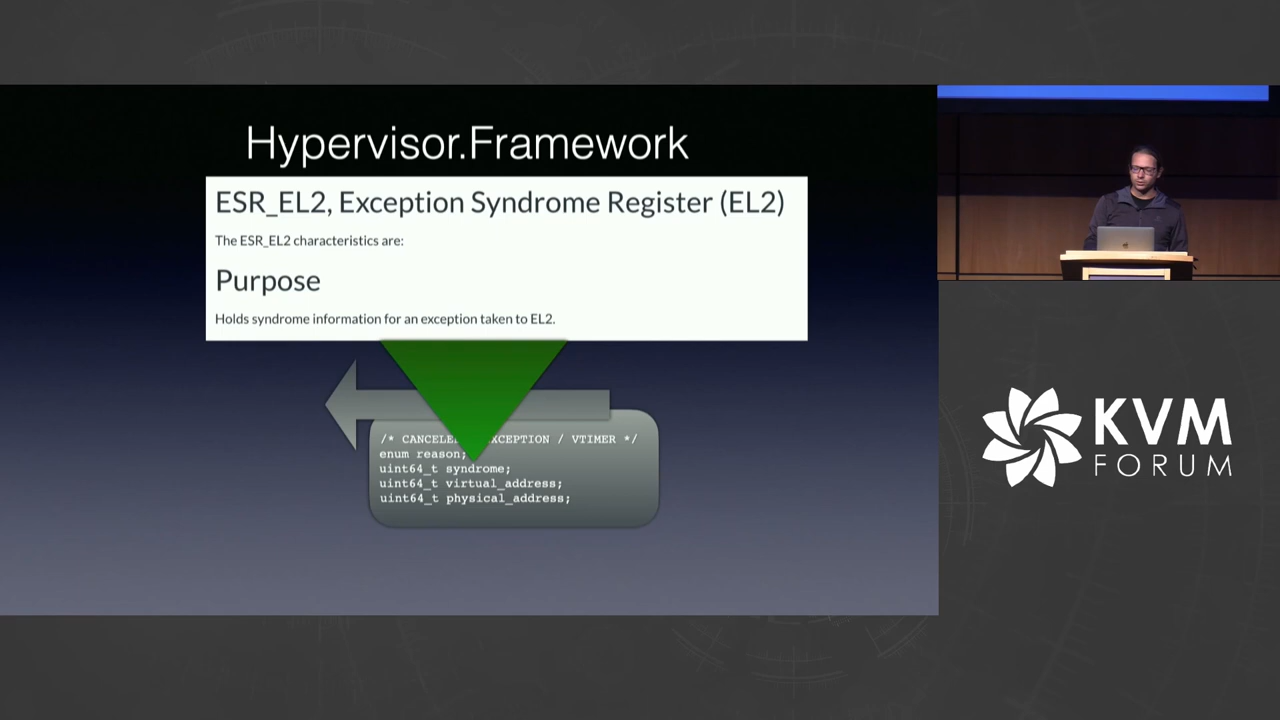 Hypervisor.Framework
ESR_EL2, Exception Syndrome Register (EL2)
The ESR_EL2 characteristics are:
Purpose
Holds syndrome information for an exception taken to EL2.
/* CANCELE XCEPTION / VTIMER */
enum reason;
uint64_t syndrome;
uint64_t virtual_address;
uint64_t physical_address;
KVM
FORUM